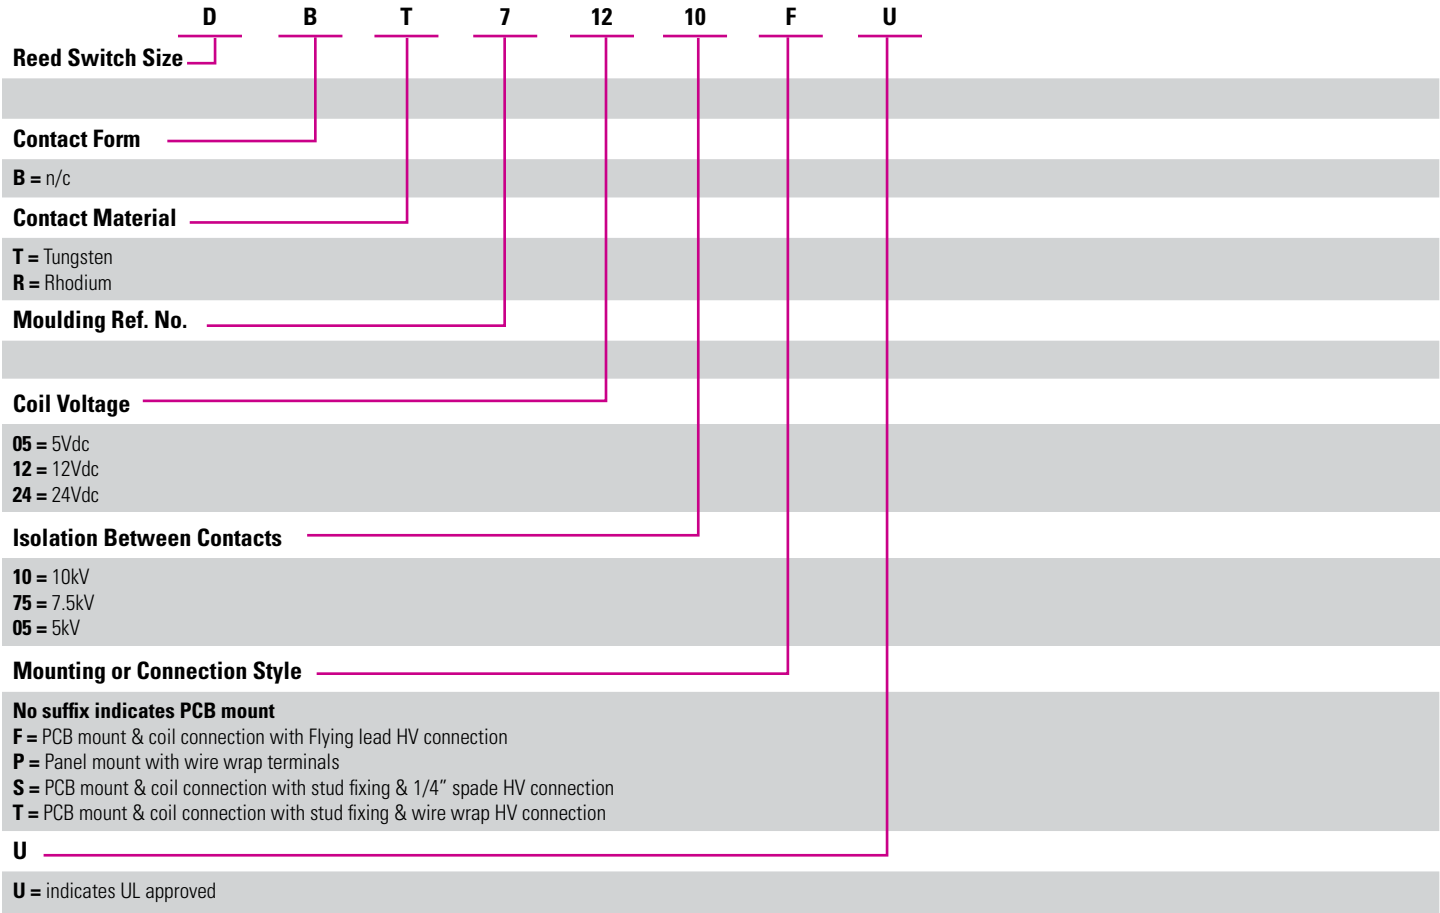 D B T 7 12 10 F U
Reed Switch Size
Contact Form
B = n/c
Contact Material
T = Tungsten
R = Rhodium
Moulding Ref. No.
Coil Voltage
05 = 5Vdc
12 = 12Vdc
24 = 24Vdc
Isolation Between Contacts
10 = 10kV
75 = 7.5kV
05 = 5kV
Mounting or Connection Style
No suffix indicates PCB mount
F = PCB mount & coil connection with Flying lead HV connection
P = Panel mount with wire wrap terminals
S = PCB mount & coil connection with stud fixing & 1/4” spade HV connection
T = PCB mount & coil connection with stud fixing & wire wrap HV connection
U
U = indicates UL approved